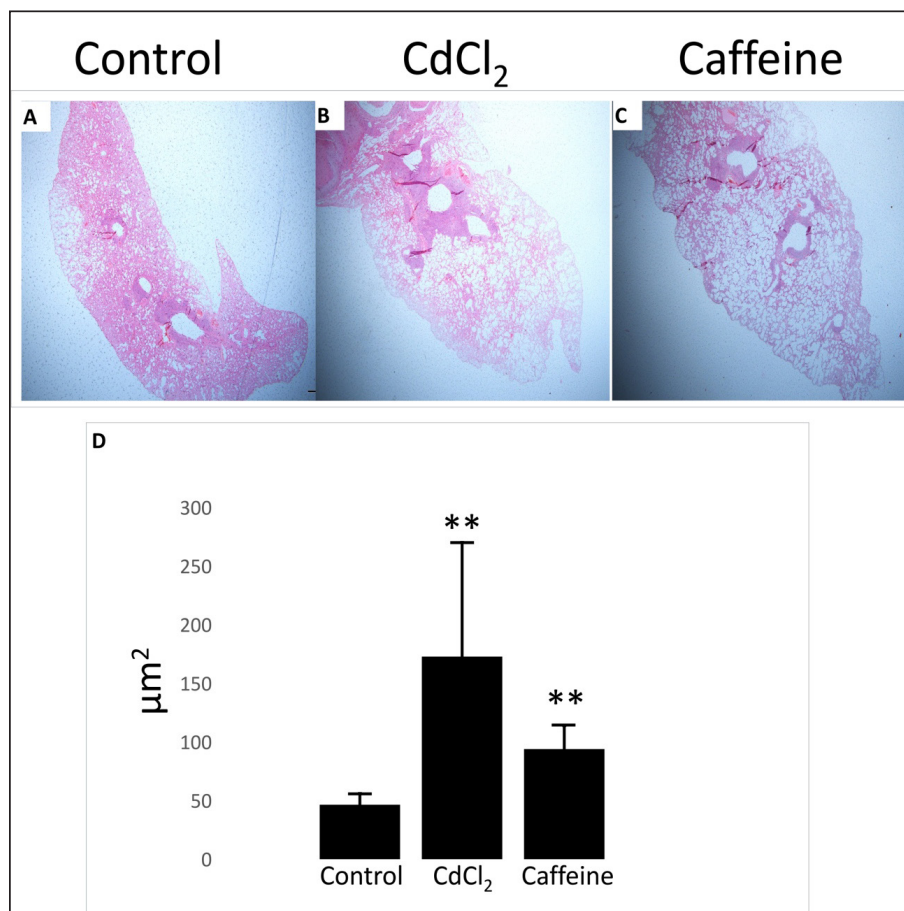 Control CdCl₂ Caffeine
A B C
D
300
**
250
200
150
**
100
50
0
μm²
Control CdCl₂ Caffeine